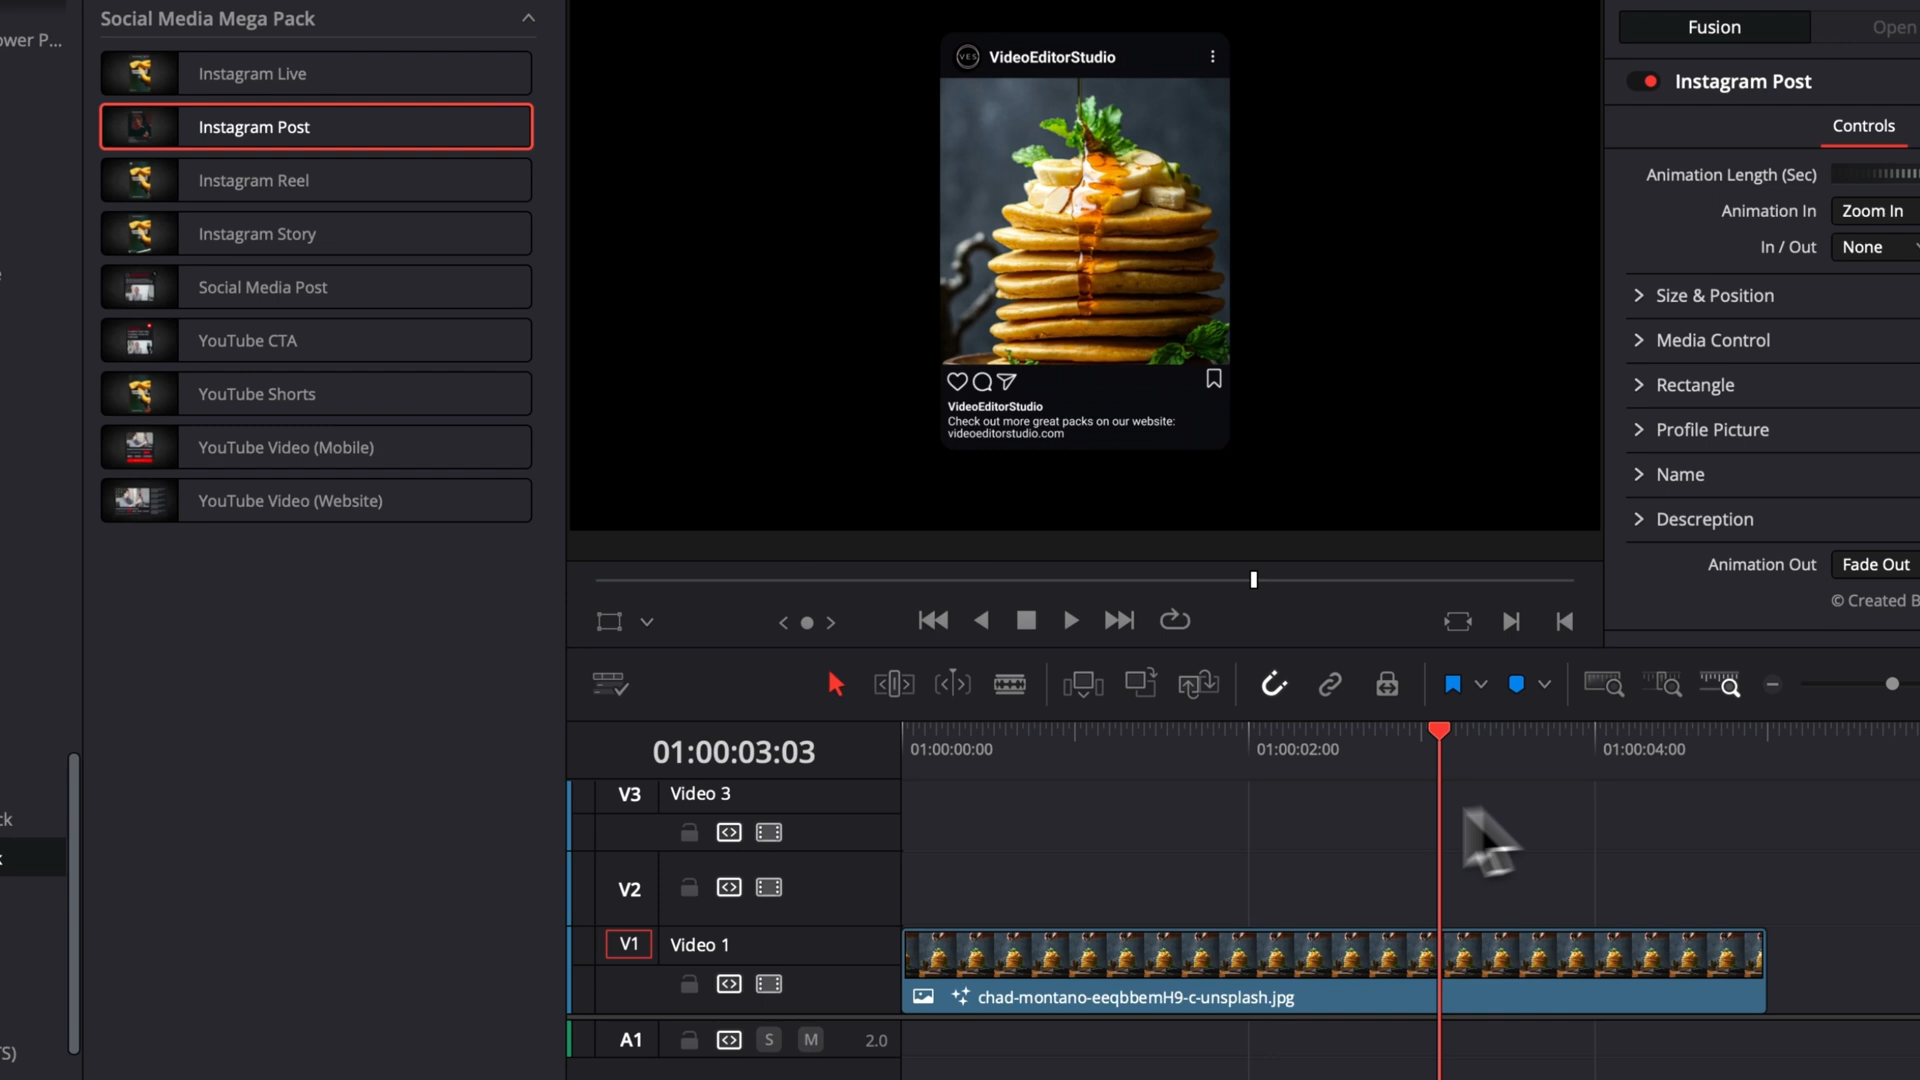 ower P...
Social Media Mega Pack
Instagram Live
Instagram Post
Instagram Reel
Instagram Story
Social Media Post
YouTube CTA
YouTube Shorts
YouTube Video (Mobile)
YouTube Video (Website)
ck
k
S)
VES
VideoEditorStudio
VideoEditorStudio
Check out more great packs on our website:
videoeditorstudio.com
Fusion
Open
Instagram Post
Controls
Animation Length (Sec)
Animation In
Zoom In
In / Out
None
Size & Position
Media Control
Rectangle
Profile Picture
Name
Descreption
Animation Out
Fade Out
© Created B
01:00:03:03
01:00:00:00
01:00:02:00
01:00:04:00
V3
Video 3
V2
V1
Video 1
chad-montano-eeqbbemH9-c-unsplash.jpg
A1
S
M
2.0